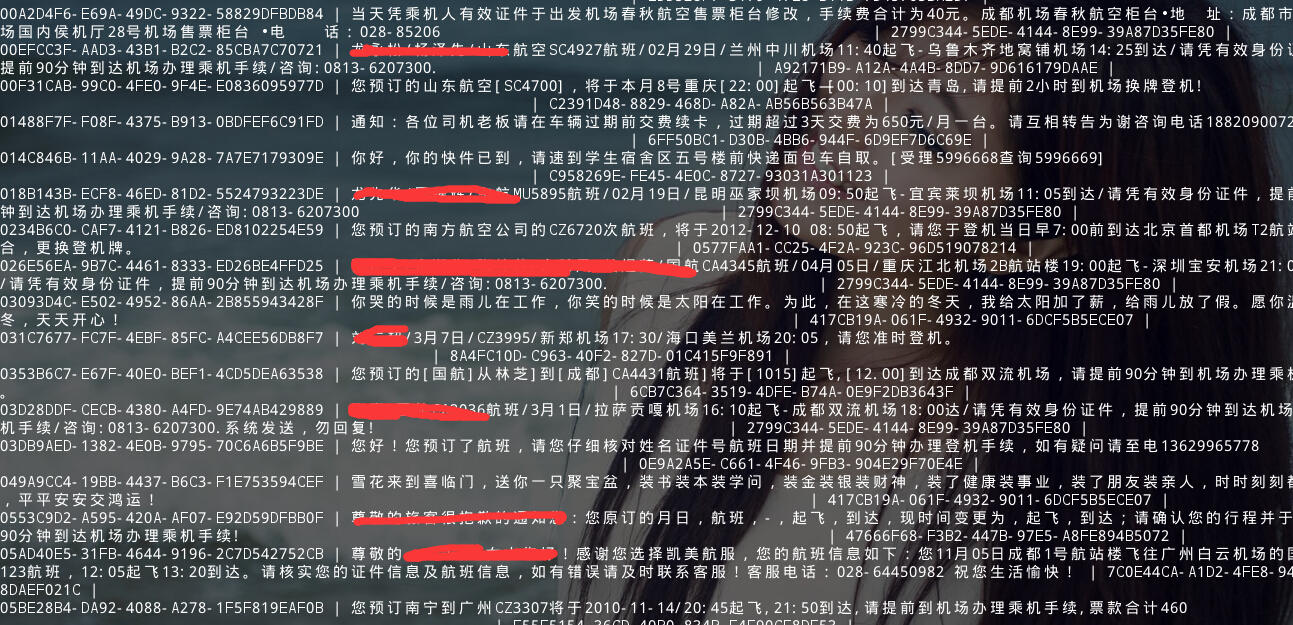 00A2D4F6-E69A-49DC-9322-58829DFBDB84 | 当天凭乘机人有效证件于出发机场春秋航空售票柜台修改，手续费合计为40元。成都机场春秋航空柜台•地 址：成都市
场国内侯机厅28号机场售票柜台 •电 话：028-85206 | 2799C344-5EDE-4144-8E99-39A87D35FE80 |
00EFCC3F-AAD3-43B1-B2C2-85CBA7C70721 | 航空SC4927航班/02月29日/兰州中川机场11:40起飞-乌鲁木齐地窝铺机场14:25到达/请凭有效身份证
提前90分钟到达机场办理乘机手续/咨询:0813-6207300. | A92171B9-A12A-4A4B-8DD7-9D616179DAAE |
00F31CAB-99C0-4FE0-9F4E-E0836095977D | 您预订的山东航空[SC4700]，将于本月8号重庆[22:00]起飞—[00:10]到达青岛,请提前2小时到机场换牌登机!
| C2391D48-8829-468D-A82A-AB56B563B47A |
01488F7F-F08F-4375-B913-0BDFEF6C91FD | 通知：各位司机老板请在车辆过期前交费续卡，过期超过3天交费为650元/月一台。请互相转告为谢咨询电话1882090072
| 6FF50BC1-D30B-4BB6-944F-6D9EF7D6C69E |
014C846B-11AA-4029-9A28-7A7E7179309E | 你好，你的快件已到，请速到学生宿舍区五号楼前快递面包车自取。[受理5996668查询5996669]
| C958269E-FE45-4E0C-8727-93031A301123 |
018B143B-ECF8-46ED-81D2-5524793223DE | MU5895航班/02月19日/昆明巫家坝机场09:50起飞-宜宾莱坝机场11:05到达/请凭有效身份证件，提前
钟到达机场办理乘机手续/咨询:0813-6207300 | 2799C344-5EDE-4144-8E99-39A87D35FE80 |
0234B6C0-CAF7-4121-B826-ED8102254E59 | 您预订的南方航空公司的CZ6720次航班，将于2012-12-10 08:50起飞，请您于登机当日早7:00前到达北京首都机场T2航站
合，更换登机牌。 | 0577FAA1-CC25-4F2A-923C-96D519078214 |
026E56EA-9B7C-4461-8333-ED26BE4FFD25 | 国航CA4345航班/04月05日/重庆江北机场2B航站楼19:00起飞-深圳宝安机场21:0
/请凭有效身份证件，提前90分钟到达机场办理乘机手续/咨询:0813-6207300. | 2799C344-5EDE-4144-8E99-39A87D35FE80 |
03093D4C-E502-4952-86AA-2B855943428F | 你哭的时候是雨儿在工作，你笑的时候是太阳在工作。为此，在这寒冷的冬天，我给太阳加了薪，给雨儿放了假。愿你温
冬，天天开心！ | 417CB19A-061F-4932-9011-6DCF5B5ECE07 |
031C7677-FC7F-4EBF-85FC-A4CEE56DB8F7 | /3月7日/CZ3995/新郑机场17:30/海口美兰机场20:05，请您准时登机。
| 8A4FC10D-C963-40F2-827D-01C415F9F891 |
0353B6C7-E67F-40E0-BEF1-4CD5DEA63538 | 您预订的[国航]从林芝]到[成都]CA4431航班]将于[1015]起飞,[12.00]到达成都双流机场，请提前90分钟到机场办理乘机
。 | 6CB7C364-3519-4DFE-B74A-0E9F2DB3643F |
03D28DDF-CECB-4380-A4FD-9E74AB429889 | 航班/3月1日/拉萨贡嘎机场16:10起飞-成都双流机场18:00达/请凭有效身份证件，提前90分钟到达机场
机手续/咨询:0813-6207300.系统发送，勿回复! | 2799C344-5EDE-4144-8E99-39A87D35FE80 |
03DB9AED-1382-4E0B-9795-70C6A6B5F9BE | 您好！您预订了航班，请您仔细核对姓名证件号航班日期并提前90分钟办理登机手续，如有疑问请至电13629965778
| 0E9A2A5E-C661-4F46-9FB3-904E29F70E4E |
049A9CC4-19BB-4437-B6C3-F1E753594CEF | 雪花来到喜临门，送你一只聚宝盆，装书装本装学问，装金装银装财神，装了健康装事业，装了朋友装亲人，时时刻刻都
，平平安安交鸿运！ | 417CB19A-061F-4932-9011-6DCF5B5ECE07 |
0553C9D2-A595-420A-AF07-E92D59DFBB0F | 尊敬的旅客很抱歉的通知您：您原订的月日，航班，-，起飞，到达，现时间变更为，起飞，到达；请确认您的行程并于
90分钟到达机场办理乘机手续! | 47666F68-F3B2-447B-97E5-A8FE894B5072 |
05AD40E5-31FB-4644-9196-2C7D542752CB | 尊敬的！感谢您选择凯美航服，您的航班信息如下：您11月05日成都1号航站楼飞往广州白云机场的国
123航班，12:05起飞13:20到达。请核实您的证件信息及航班信息，如有错误请及时联系客服！客服电话：028-64450982 祝您生活愉快！ | 7C0E44CA-A1D2-4FE8-94
8DAEF021C |
05BE28B4-DA92-4088-A278-1F5F819EAF0B | 您预订南宁到广州CZ3307将于2010-11-14/20:45起飞,21:50到达,请提前到机场办理乘机手续,票款合计460